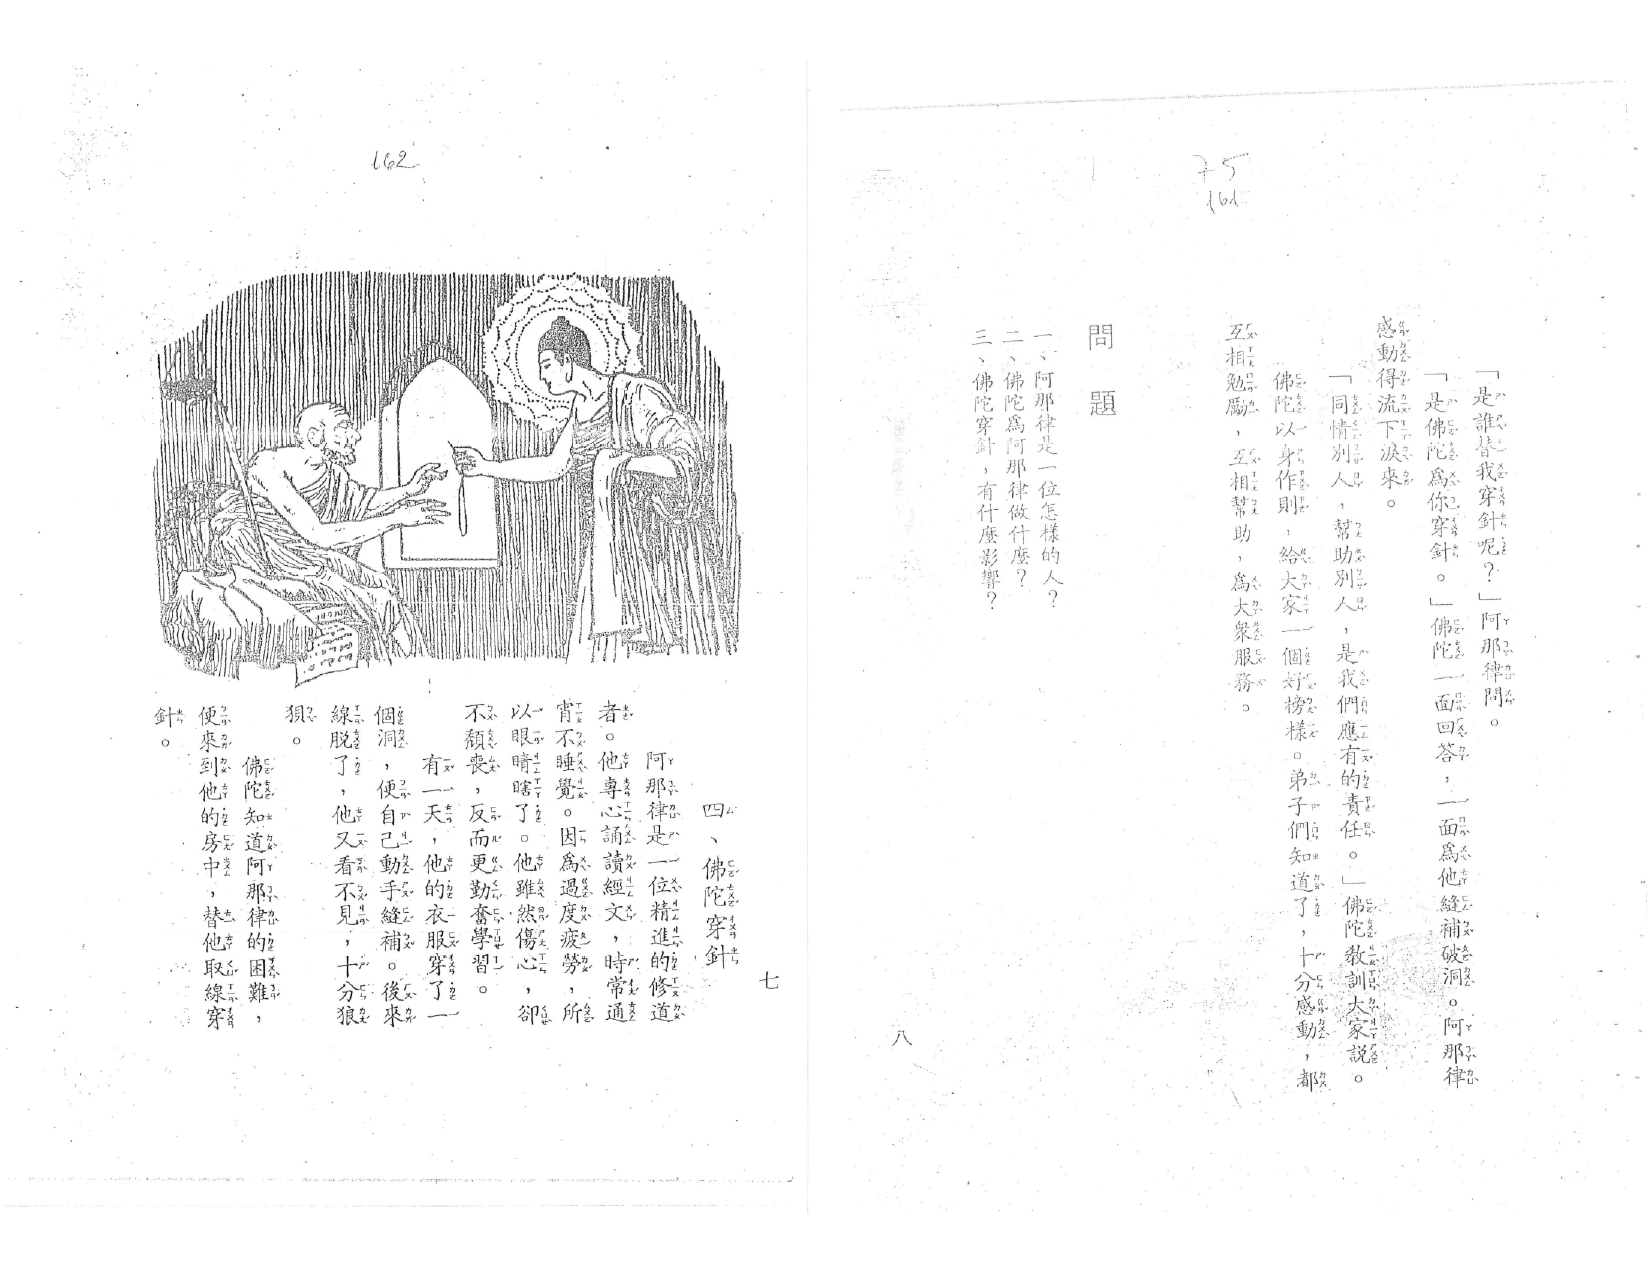 162
四、佛陀穿針
阿那律是一位精進的修道
者。他專心誦讀經文，時常通
宵不睡覺。因為過度疲勞，所
以眼睛瞎了。他雖然傷心，卻
不頹喪，反而更勤奮學習。
有一天，他的衣服穿了一
個洞，便自己動手縫補。後來
線脫了，他又看不見，十分狼
狽。
佛陀知道阿那律的困難，
便來到他的房中，替他取線穿
針。
七
75
161
「是誰替我穿針呢？」阿那律問。
「是佛陀為你穿針。」佛陀一面回答，一面為他縫補破洞。阿那律
感動得流下淚來。
「同情別人，幫助別人，是我們應有的責任。」佛陀教訓大家説。
佛陀以身作則，給大家一個好榜樣。弟子們知道了，十分感動，都
互相勉勵，互相幫助，為大衆服務。
問題
一、阿那律是一位怎樣的人？
二、佛陀爲阿那律做什麼？
三、佛陀穿針，有什麼影響？
八